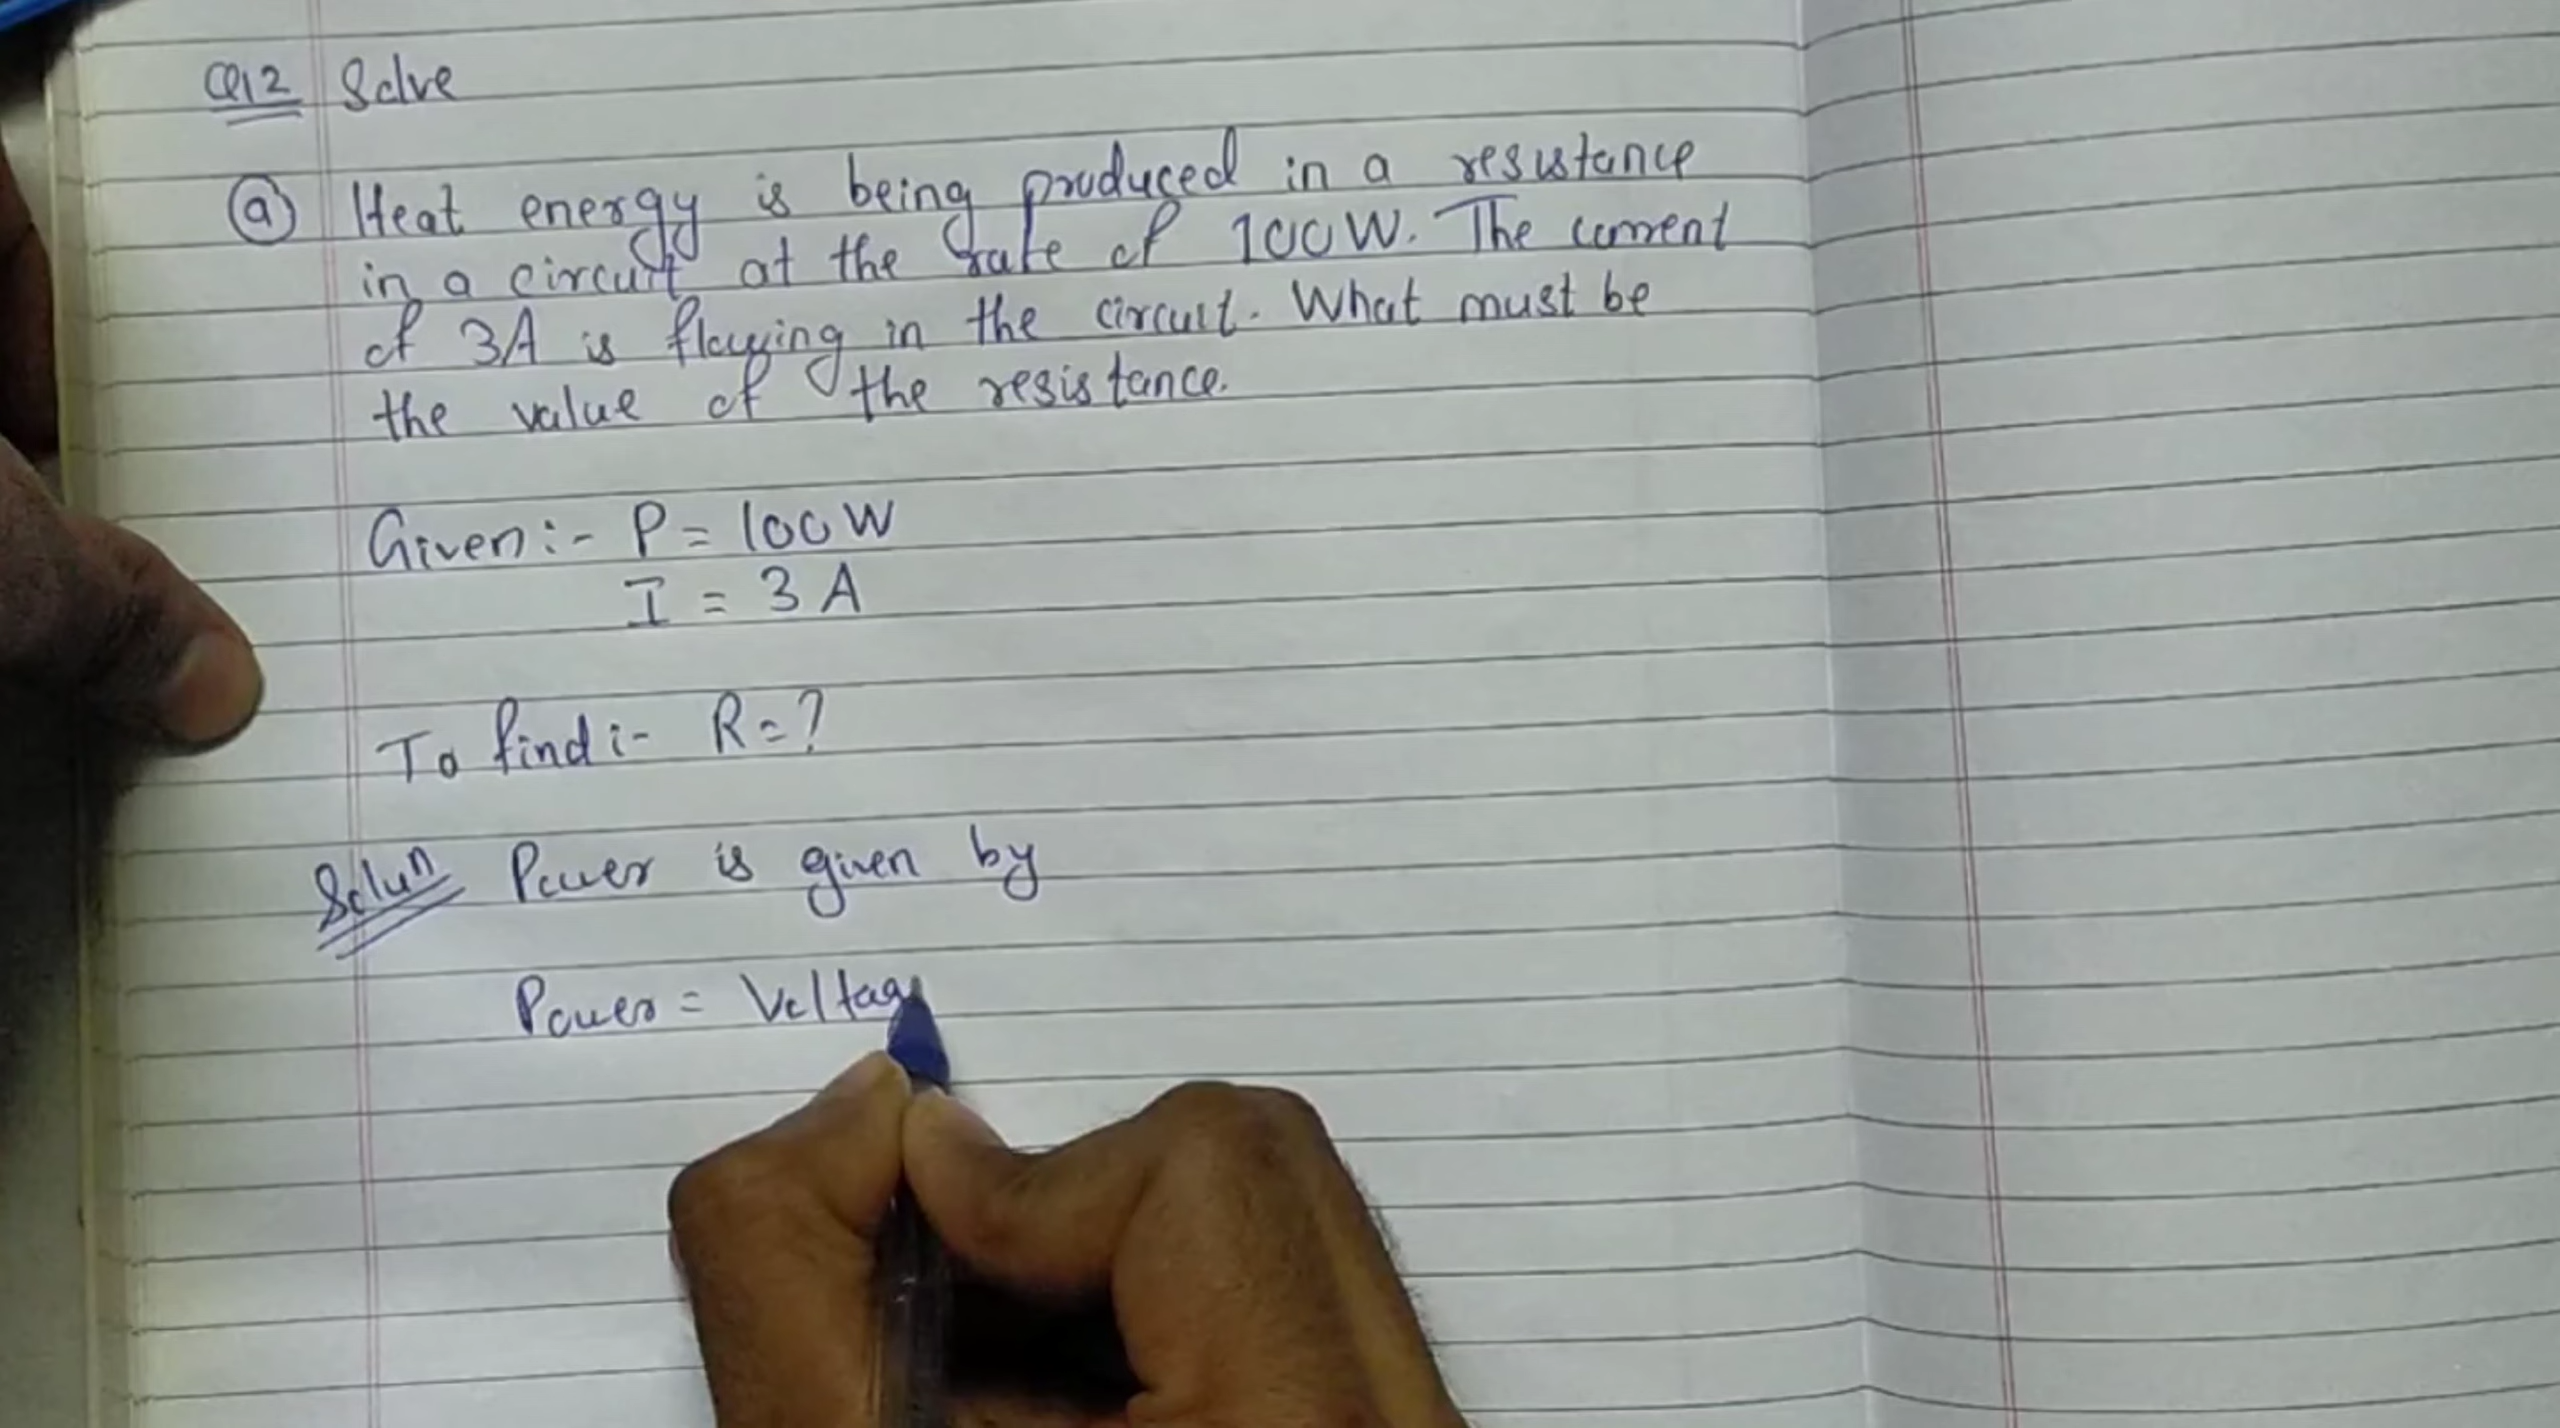 Q12 Solve
(a) Heat energy is being produced in a resistance
in a circuit at the rate of 100W. The current
of 3A is flowing in the circuit. What must be
the value of the resistance.
Given:- P = 100W
I = 3A
To find:- R=?
Solun Power is given by
Power = Voltag